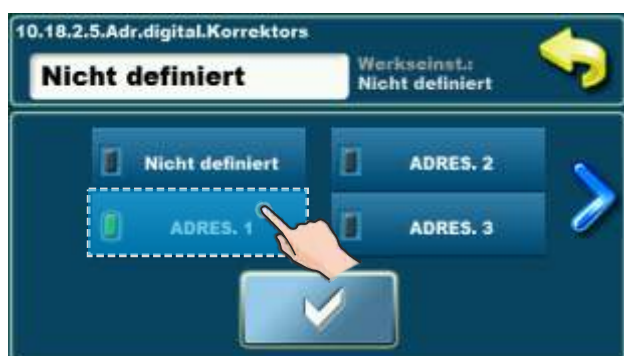 10.18.2.5.Adr.digital.Korrektors
Nicht definiert
Werkseinst.:
Nicht definiert
Nicht definiert
ADRES. 2
ADRES. 1
ADRES. 3